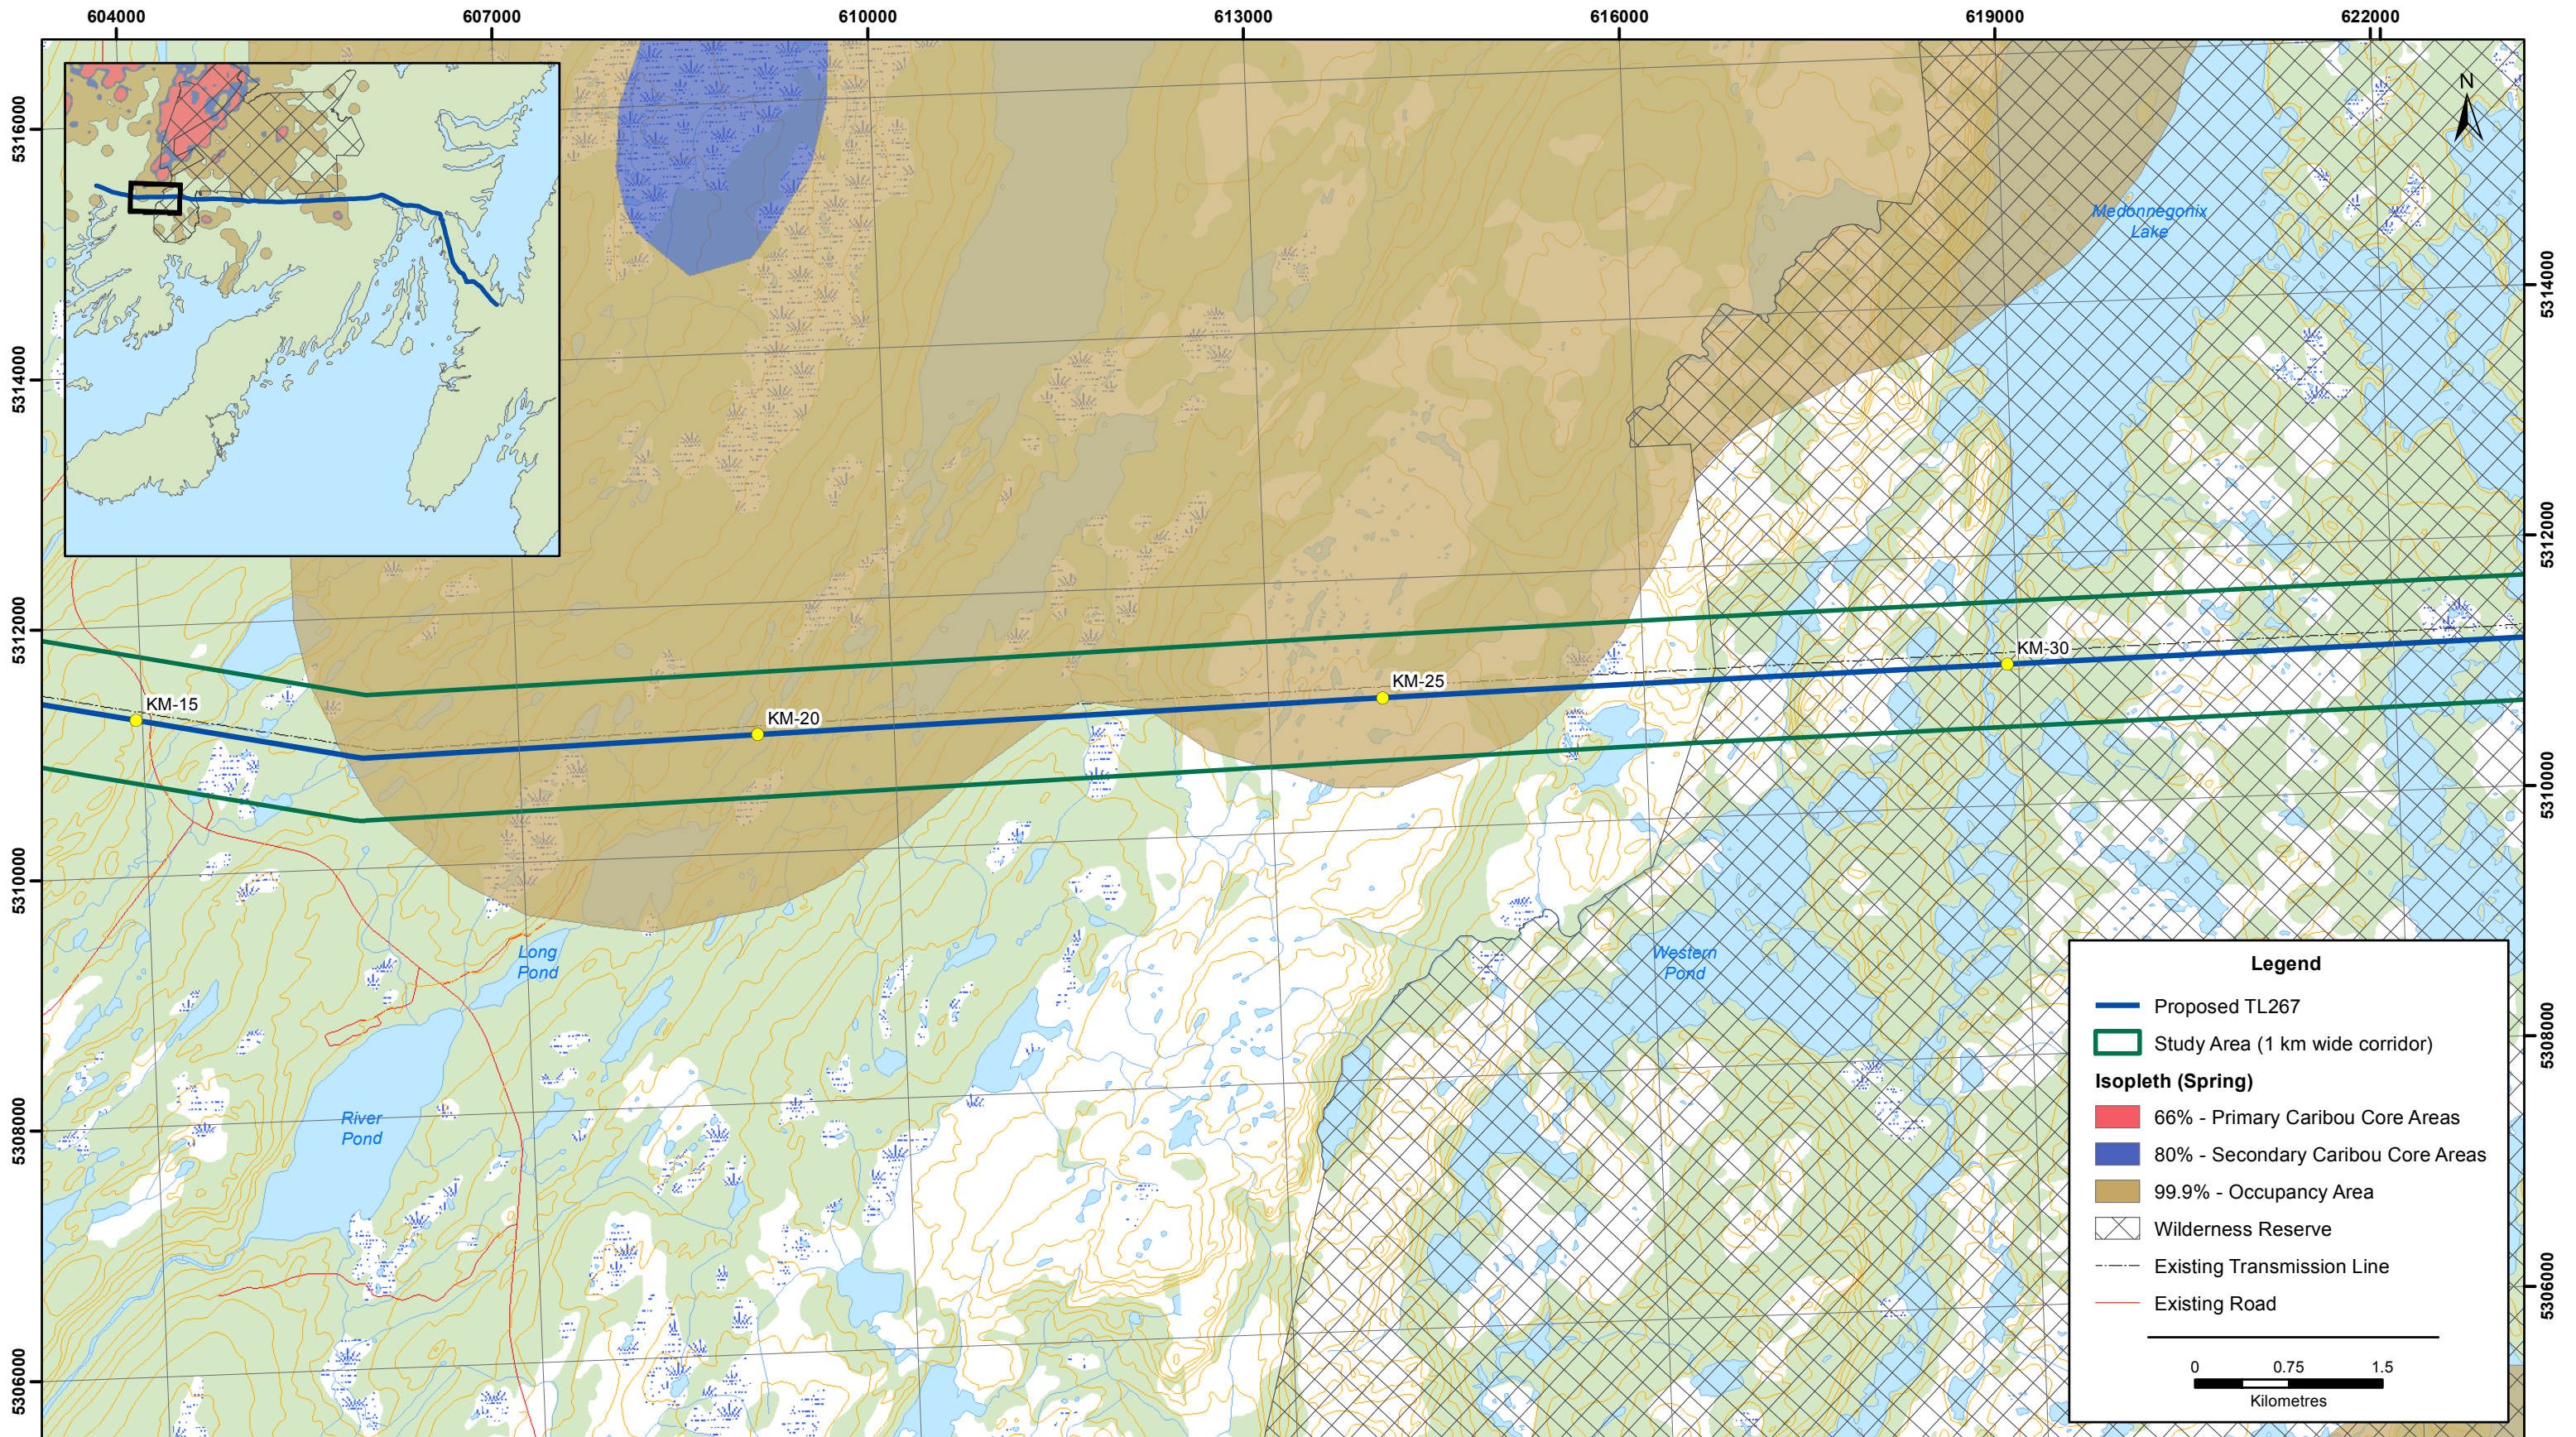 604000
607000
610000
613000
616000
619000
622000
N
5316000
5314000
5312000
5310000
5308000
5306000
5314000
5312000
5310000
5308000
5306000
Medonnegonix
Lake
KM-15
KM-20
KM-25
KM-30
Long
Pond
Western
Pond
River
Pond
Legend
Proposed TL267
Study Area (1 km wide corridor)
Isopleth (Spring)
66% - Primary Caribou Core Areas
80% - Secondary Caribou Core Areas
99.9% - Occupancy Area
Wilderness Reserve
Existing Transmission Line
Existing Road
0 0.75 1.5
Kilometres